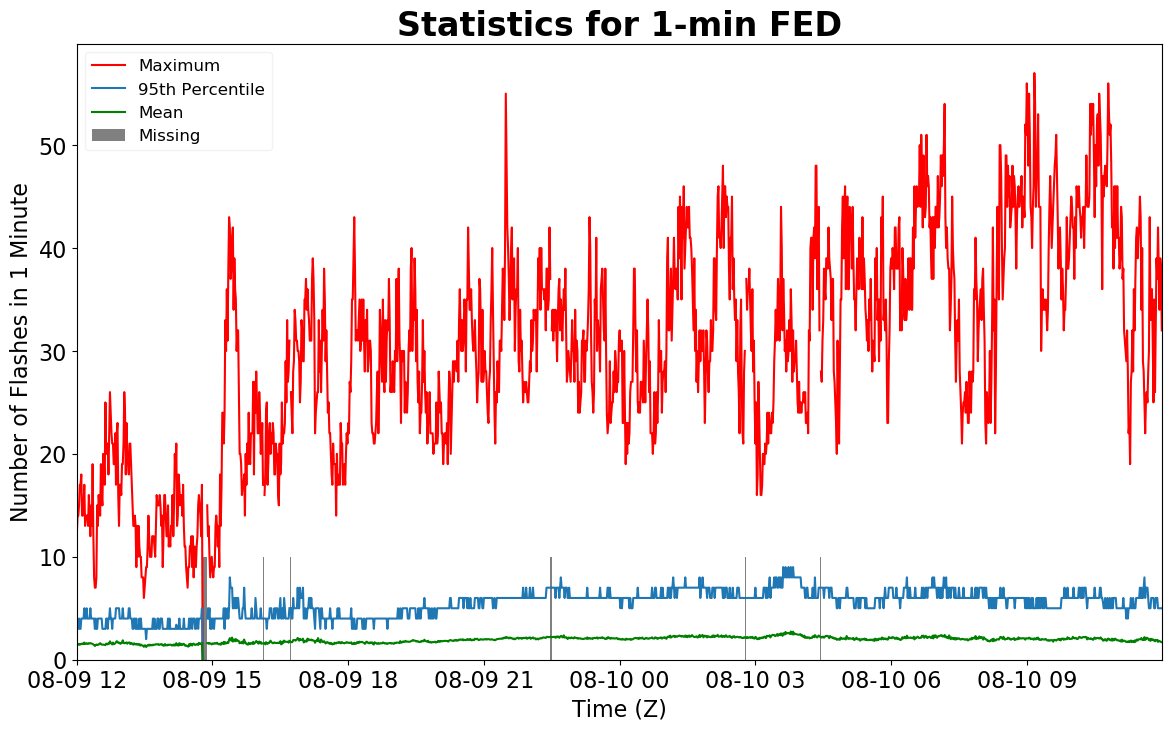 Statistics for 1-min FED
Maximum
95th Percentile
Mean
Missing
Number of Flashes in 1 Minute
50
40
30
20
10
0
08-09 12
08-09 15
08-09 18
08-09 21
08-10 00
08-10 03
08-10 06
08-10 09
Time (Z)